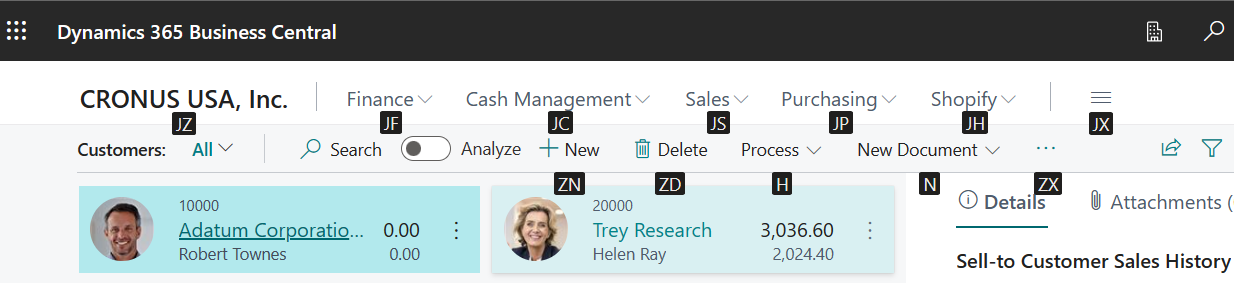 Dynamics 365 Business Central
CRONUS USA, Inc. Finance Cash Management Sales Purchasing Shopify
JZ JF JC JS JP JH JX
Customers: All Search Analyze New Delete Process New Document ...
ZN ZD H N ZX
10000
Adatum Corporatio... 0.00
Robert Townes 0.00
20000
Trey Research 3,036.60
Helen Ray 2,024.40
Details Attachments (
Sell-to Customer Sales History